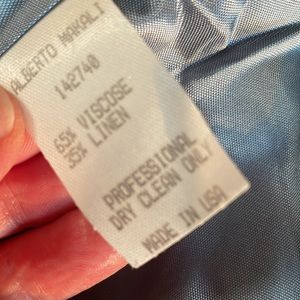 ALBERTO MAKALI
142740
65% VISCOSE
35% LINEN
PROFESSIONAL
DRY CLEAN ONLY
MADE IN USA